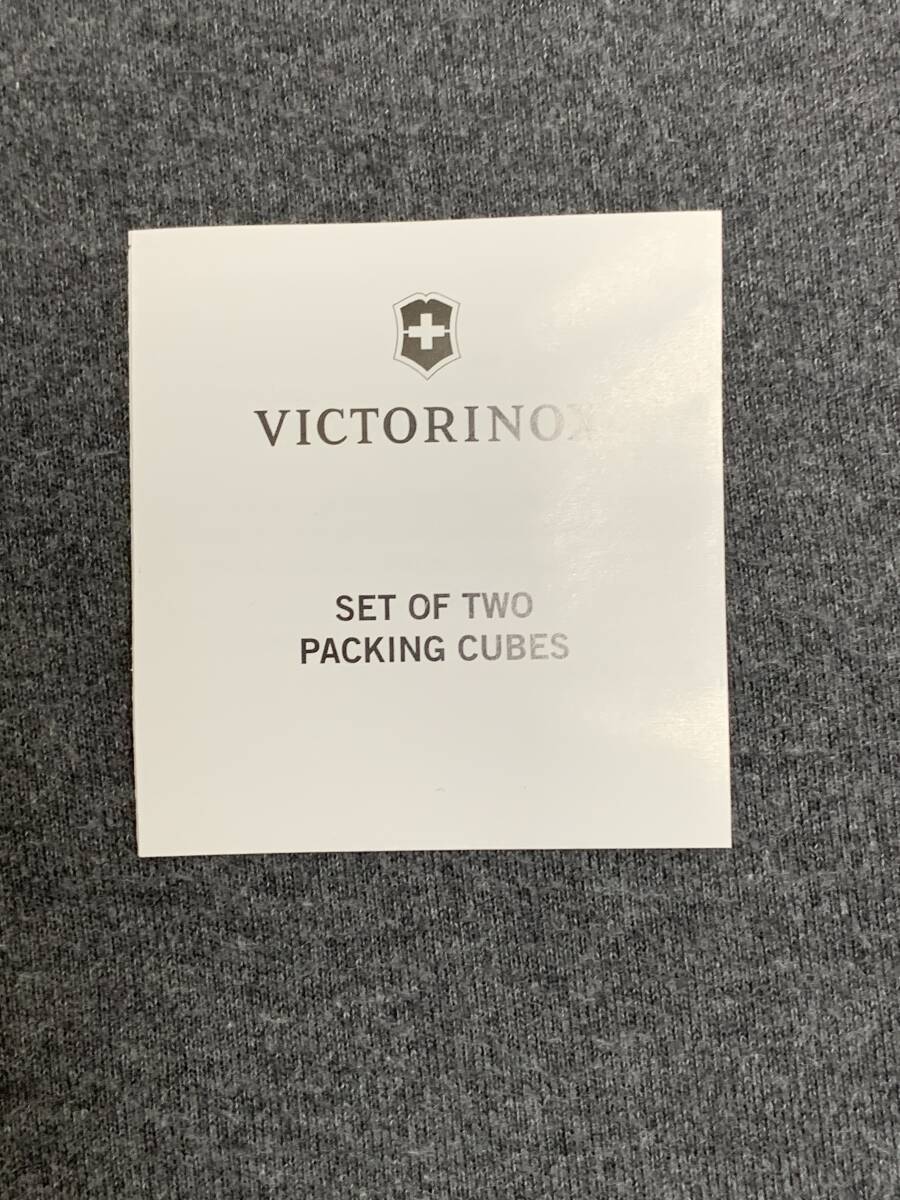 VICTORINOX
SET OF TWO
PACKING CUBES